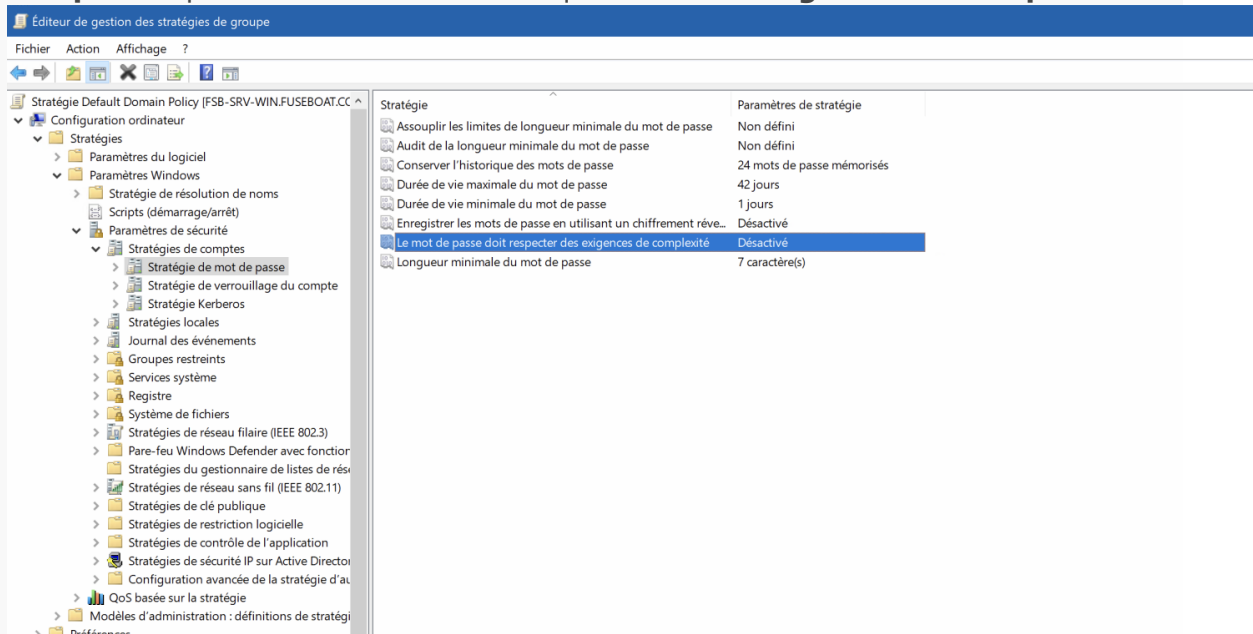 Éditeur de gestion des stratégies de groupe
Fichier Action Affichage ?
Stratégie Default Domain Policy [FSB-SRV-WIN.FUSEBOAT.CC
Configuration ordinateur
Stratégies
Paramètres du logiciel
Paramètres Windows
Stratégie de résolution de noms
Scripts (démarrage/arrêt)
Paramètres de sécurité
Stratégies de comptes
Stratégie de mot de passe
Stratégie de verrouillage du compte
Stratégie Kerberos
Stratégies locales
Journal des événements
Groupes restreints
Services système
Registre
Système de fichiers
Stratégies de réseau filaire (IEEE 802.3)
Pare-feu Windows Defender avec fonction
Stratégies du gestionnaire de listes de rése
Stratégies de réseau sans fil (IEEE 802.11)
Stratégies de clé publique
Stratégies de restriction logicielle
Stratégies de contrôle de l'application
Stratégies de sécurité IP sur Active Director
Configuration avancée de la stratégie d'au
QoS basée sur la stratégie
Modèles d'administration : définitions de stratégi
Préférences
Stratégie Paramètres de stratégie
Assouplir les limites de longueur minimale du mot de passe Non défini
Audit de la longueur minimale du mot de passe Non défini
Conserver l'historique des mots de passe 24 mots de passe mémorisés
Durée de vie maximale du mot de passe 42 jours
Durée de vie minimale du mot de passe 1 jours
Enregistrer les mots de passe en utilisant un chiffrement réve... Désactivé
Le mot de passe doit respecter des exigences de complexité Désactivé
Longueur minimale du mot de passe 7 caractère(s)